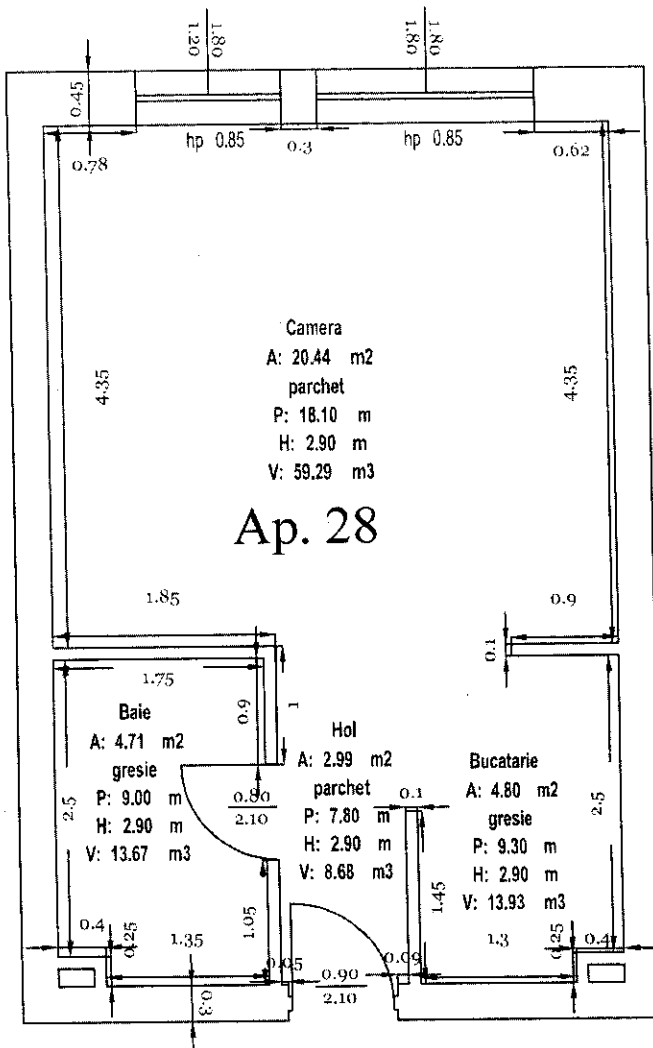 1.80
1.20
1.80
1.80
0.45
hp 0.85
0.3
hp 0.85
0.78
0.62
Camera
A: 20.44 m2
parchet
P: 18.10 m
H: 2.90 m
V: 59.29 m3
4.35
4.35
Ap. 28
1.85
0.9
0.1
1.75
0.9
1
Baie
A: 4.71 m2
gresie
P: 9.00 m
H: 2.90 m
V: 13.67 m3
2.5
0.80
2.10
Hol
A: 2.99 m2
parchet
P: 7.80 m
H: 2.90 m
V: 8.68 m3
0.1
Bucatarie
A: 4.80 m2
gresie
P: 9.30 m
H: 2.90 m
V: 13.93 m3
2.5
1.45
0.4
0.25
1.35
1.05
0.05
0.90
2.10
0.09
1.3
0.25
0.4
0.3